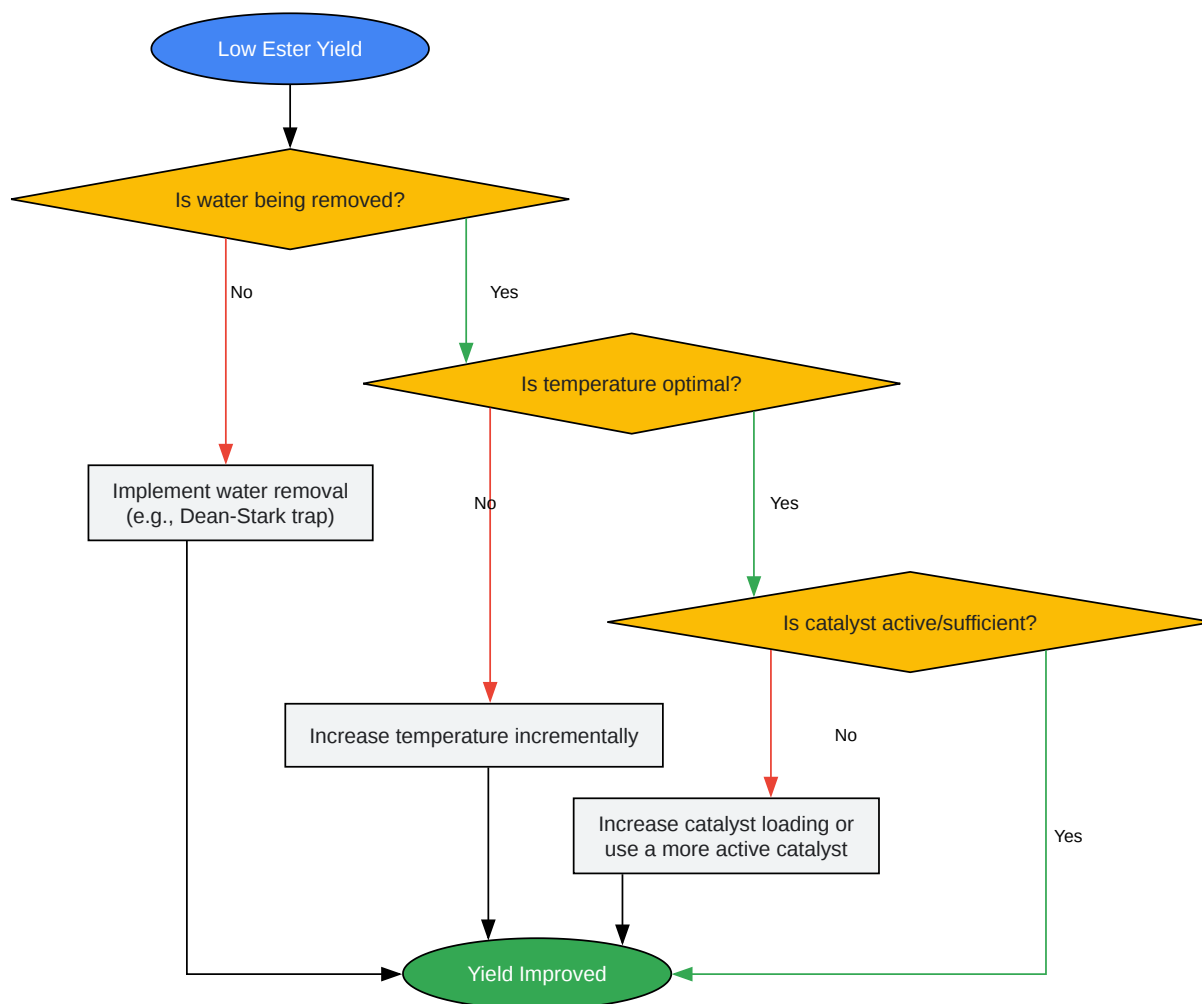 Low Ester Yield
Is water being removed?
No
Yes
Is temperature optimal?
Implement water removal
(e.g., Dean-Stark trap)
No
Yes
Is catalyst active/sufficient?
Increase temperature incrementally
No
Increase catalyst loading or
use a more active catalyst
Yes
Yield Improved